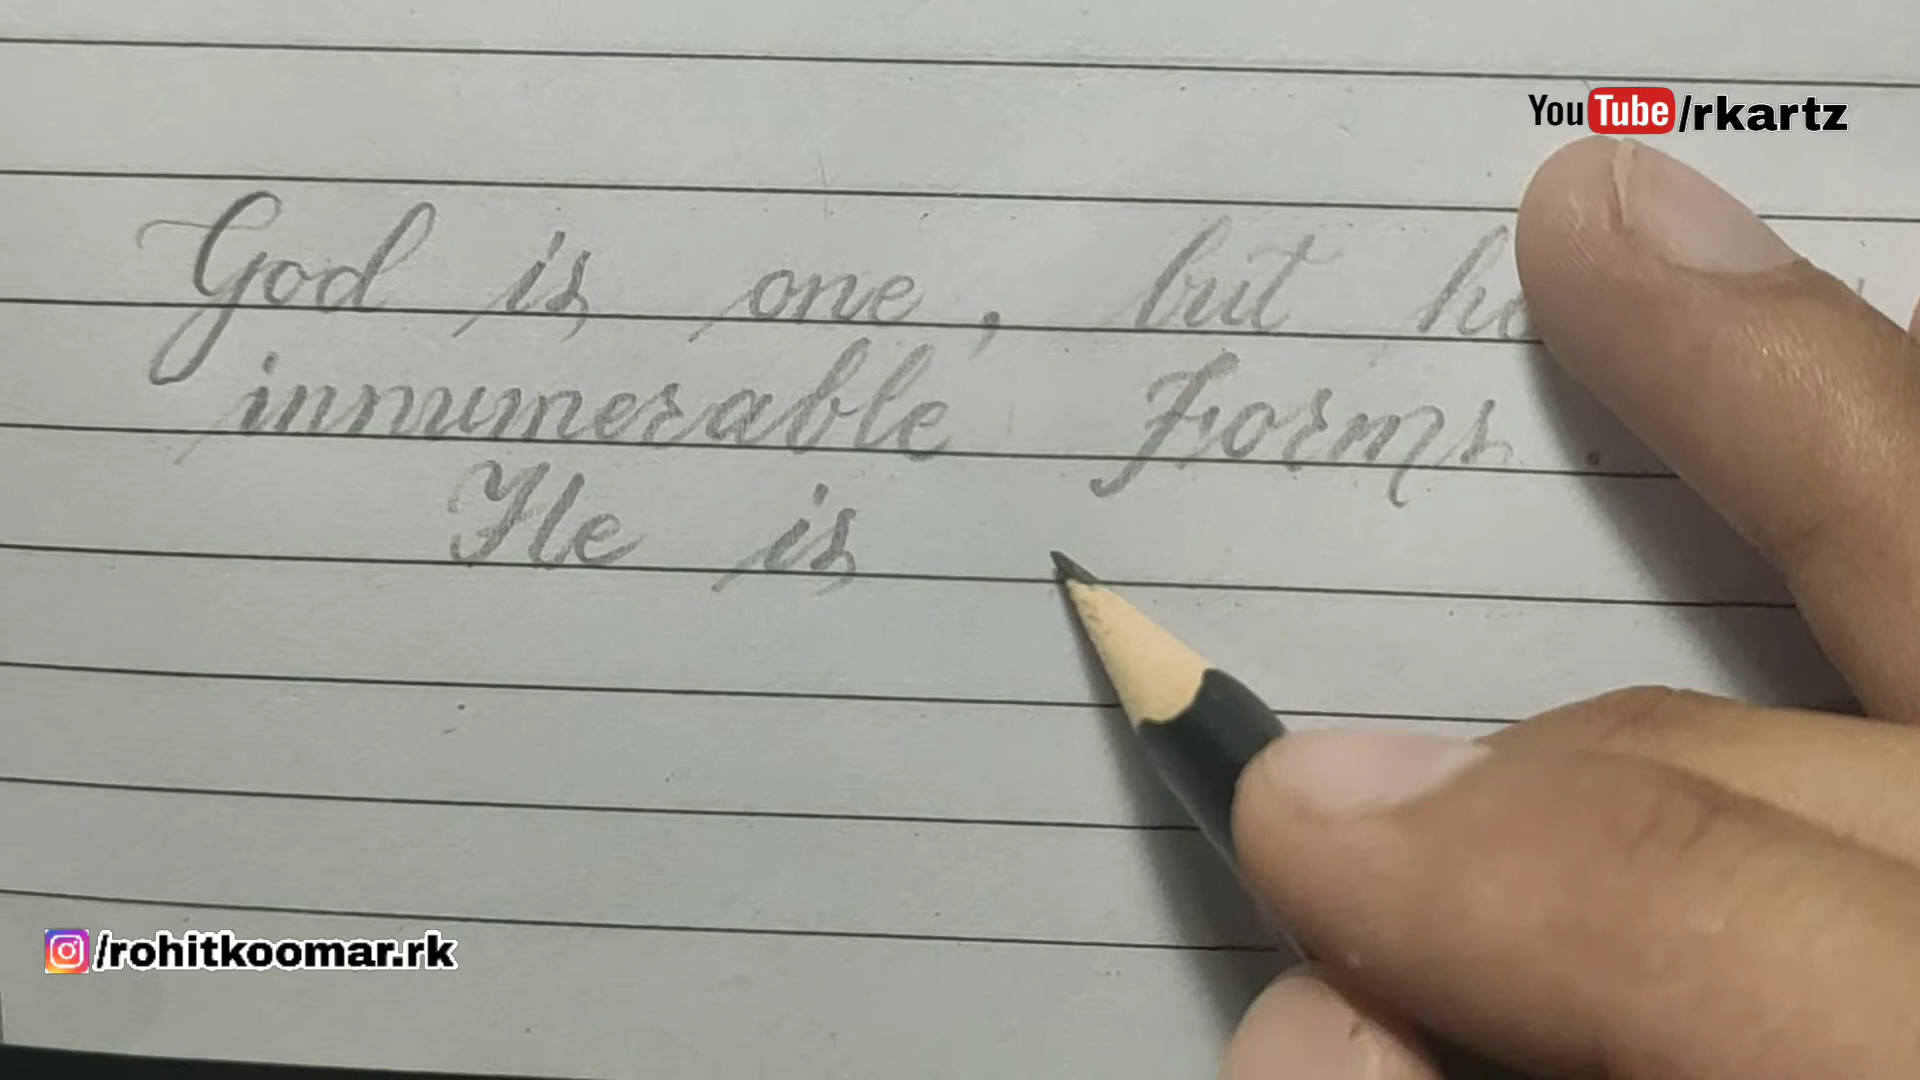 YouTube/rkartz
God is one, but he
innumerable Forms.
He is
/rohitkoomar.rk